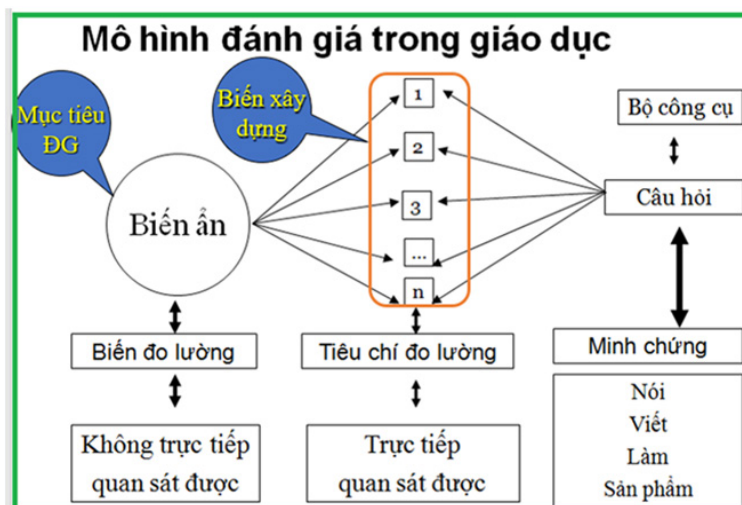 Mô hình đánh giá trong giáo dục
Mục tiêu
ĐG
Biến xây
dựng
Biến ẩn
1
2
3
...
n
Bộ công cụ
Câu hỏi
Biến đo lường
Tiêu chí đo lường
Minh chứng
Không trực tiếp
quan sát được
Trực tiếp
quan sát được
Nói
Viết
Làm
Sản phẩm